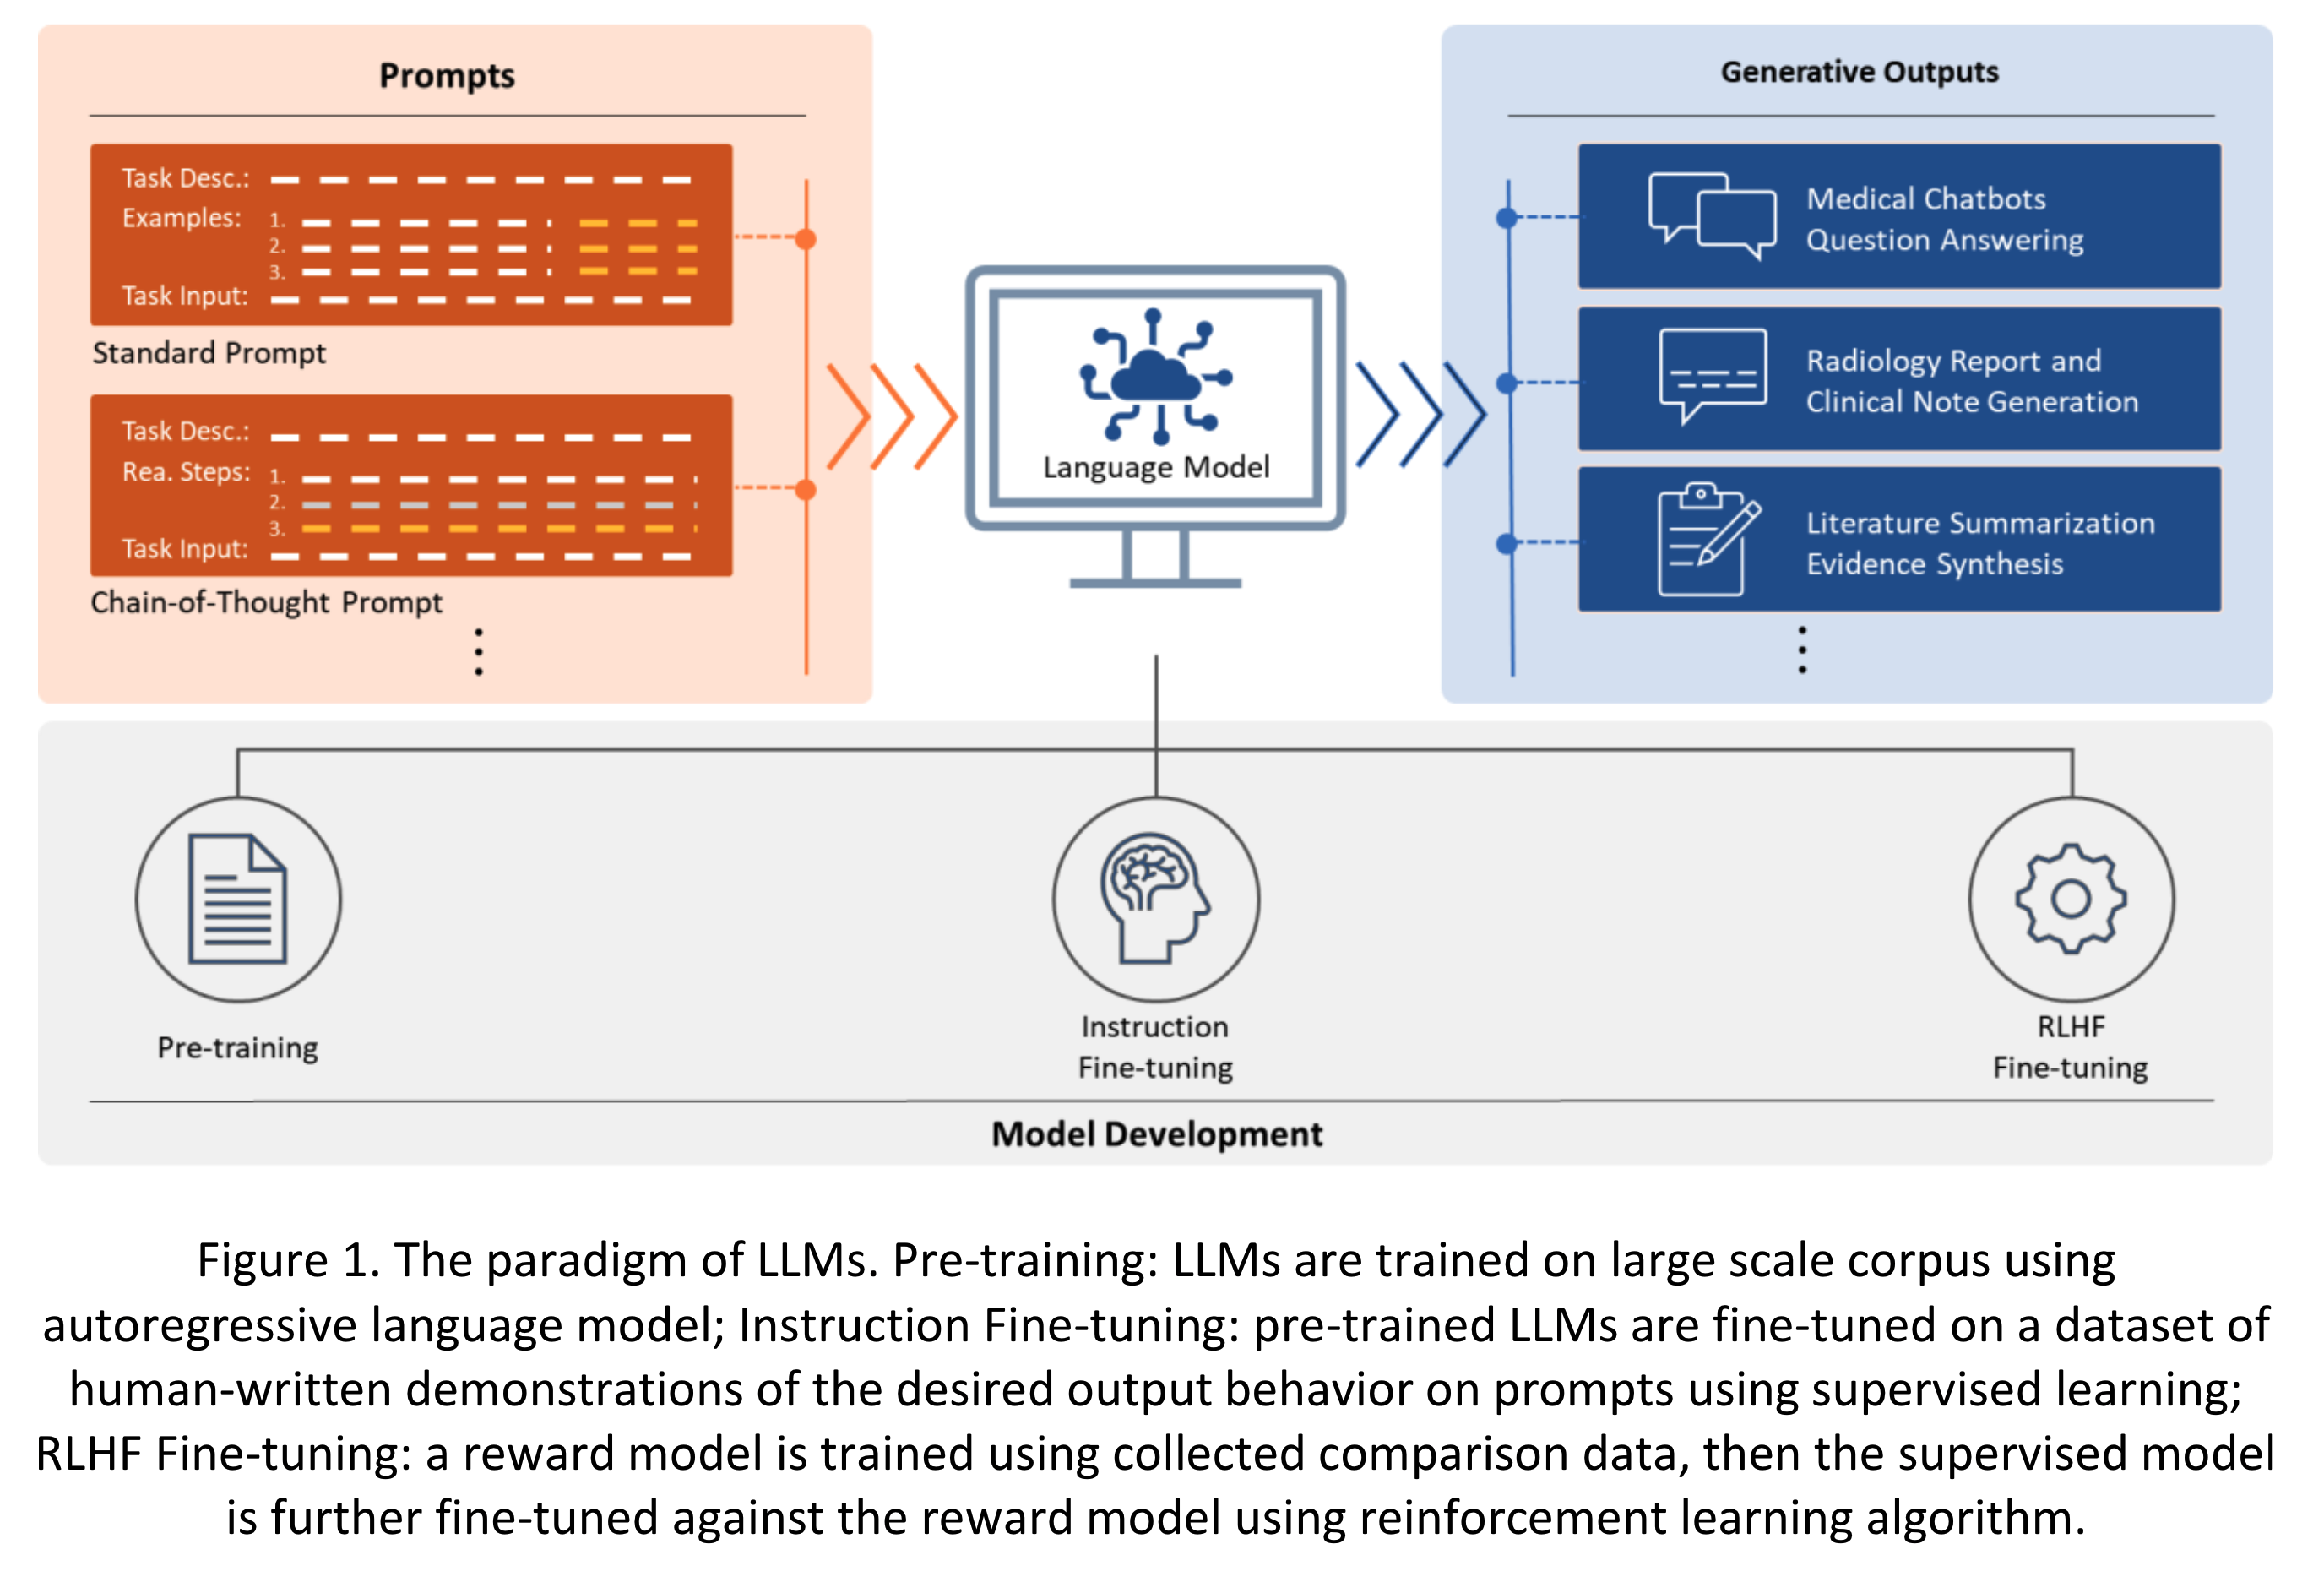 Prompts
Task Desc.:
Examples:
1.
2.
3.
Task Input:
Standard Prompt
Task Desc.:
Rea. Steps:
1.
2.
3.
Task Input:
Chain-of-Thought Prompt
Language Model
Generative Outputs
Medical Chatbots
Question Answering
Radiology Report and
Clinical Note Generation
Literature Summarization
Evidence Synthesis
Pre-training
Instruction
Fine-tuning
RLHF
Fine-tuning
Model Development
Figure 1. The paradigm of LLMs. Pre-training: LLMs are trained on large scale corpus using
autoregressive language model; Instruction Fine-tuning: pre-trained LLMs are fine-tuned on a dataset of
human-written demonstrations of the desired output behavior on prompts using supervised learning;
RLHF Fine-tuning: a reward model is trained using collected comparison data, then the supervised model
is further fine-tuned against the reward model using reinforcement learning algorithm.